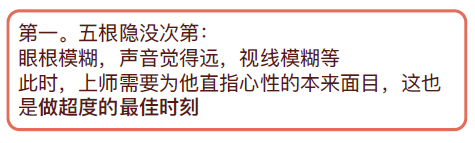 第一。五根隐没次第：
眼根模糊，声音觉得远，视线模糊等
此时，上师需要为他直指心性的本来面目，这也
是做超度的最佳时刻